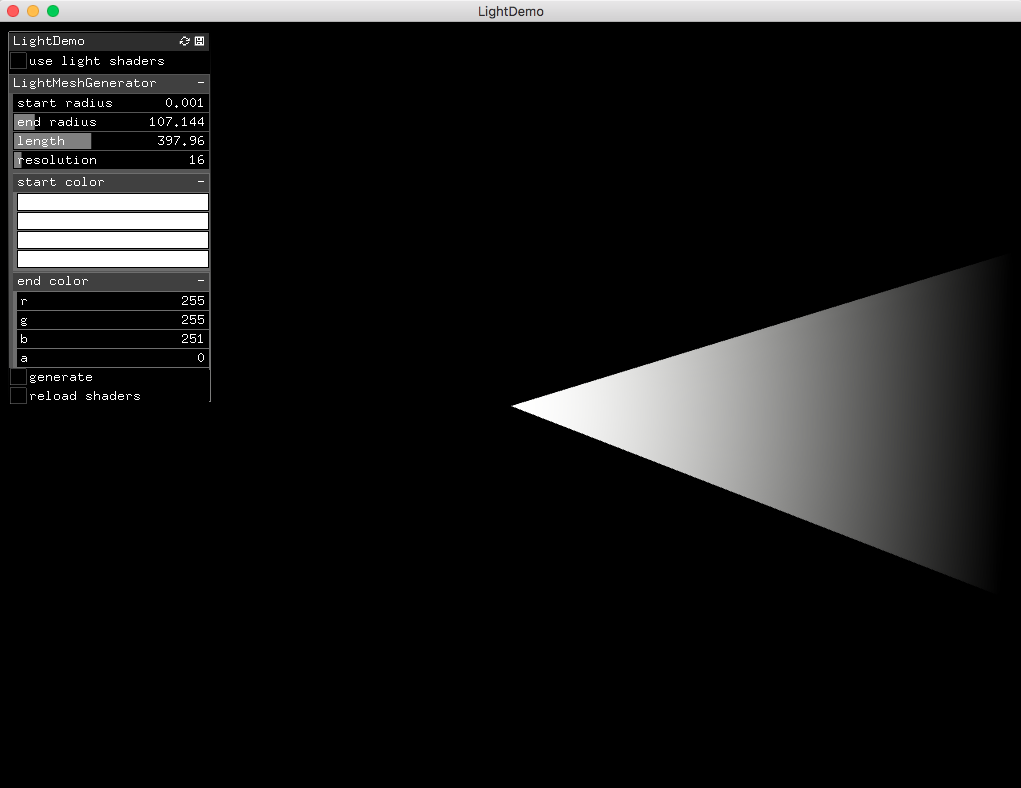 LightDemo
LightDemo
use light shaders
LightMeshGenerator -
start radius 0.001
end radius 107.144
length 397.96
resolution 16
start color -
end color -
r 255
g 255
b 251
a 0
generate
reload shaders